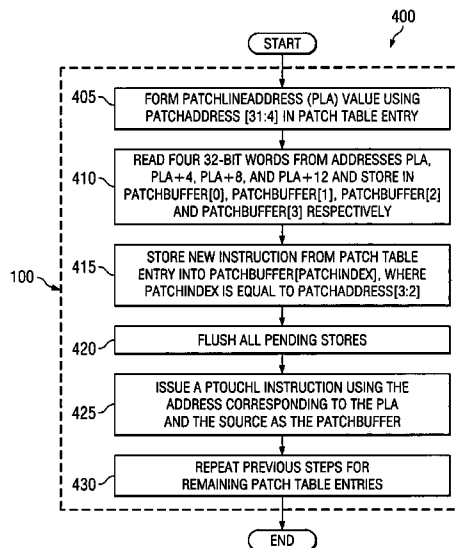 400
START
405
FORM PATCHLINEADDRESS (PLA) VALUE USING
PATCHADDRESS [31:4] IN PATCH TABLE ENTRY
410
READ FOUR 32-BIT WORDS FROM ADDRESSES PLA,
PLA+4, PLA+8, AND PLA+12 AND STORE IN
PATCHBUFFER[0], PATCHBUFFER[1], PATCHBUFFER[2]
AND PATCHBUFFER[3] RESPECTIVELY
415
STORE NEW INSTRUCTION FROM PATCH TABLE
ENTRY INTO PATCHBUFFER[PATCHINDEX], WHERE
PATCHINDEX IS EQUAL TO PATCHADDRESS[3:2]
100
420
FLUSH ALL PENDING STORES
425
ISSUE A PTOUCHL INSTRUCTION USING THE
ADDRESS CORRESPONDING TO THE PLA
AND THE SOURCE AS THE PATCHBUFFER
430
REPEAT PREVIOUS STEPS FOR
REMAINING PATCH TABLE ENTRIES
END